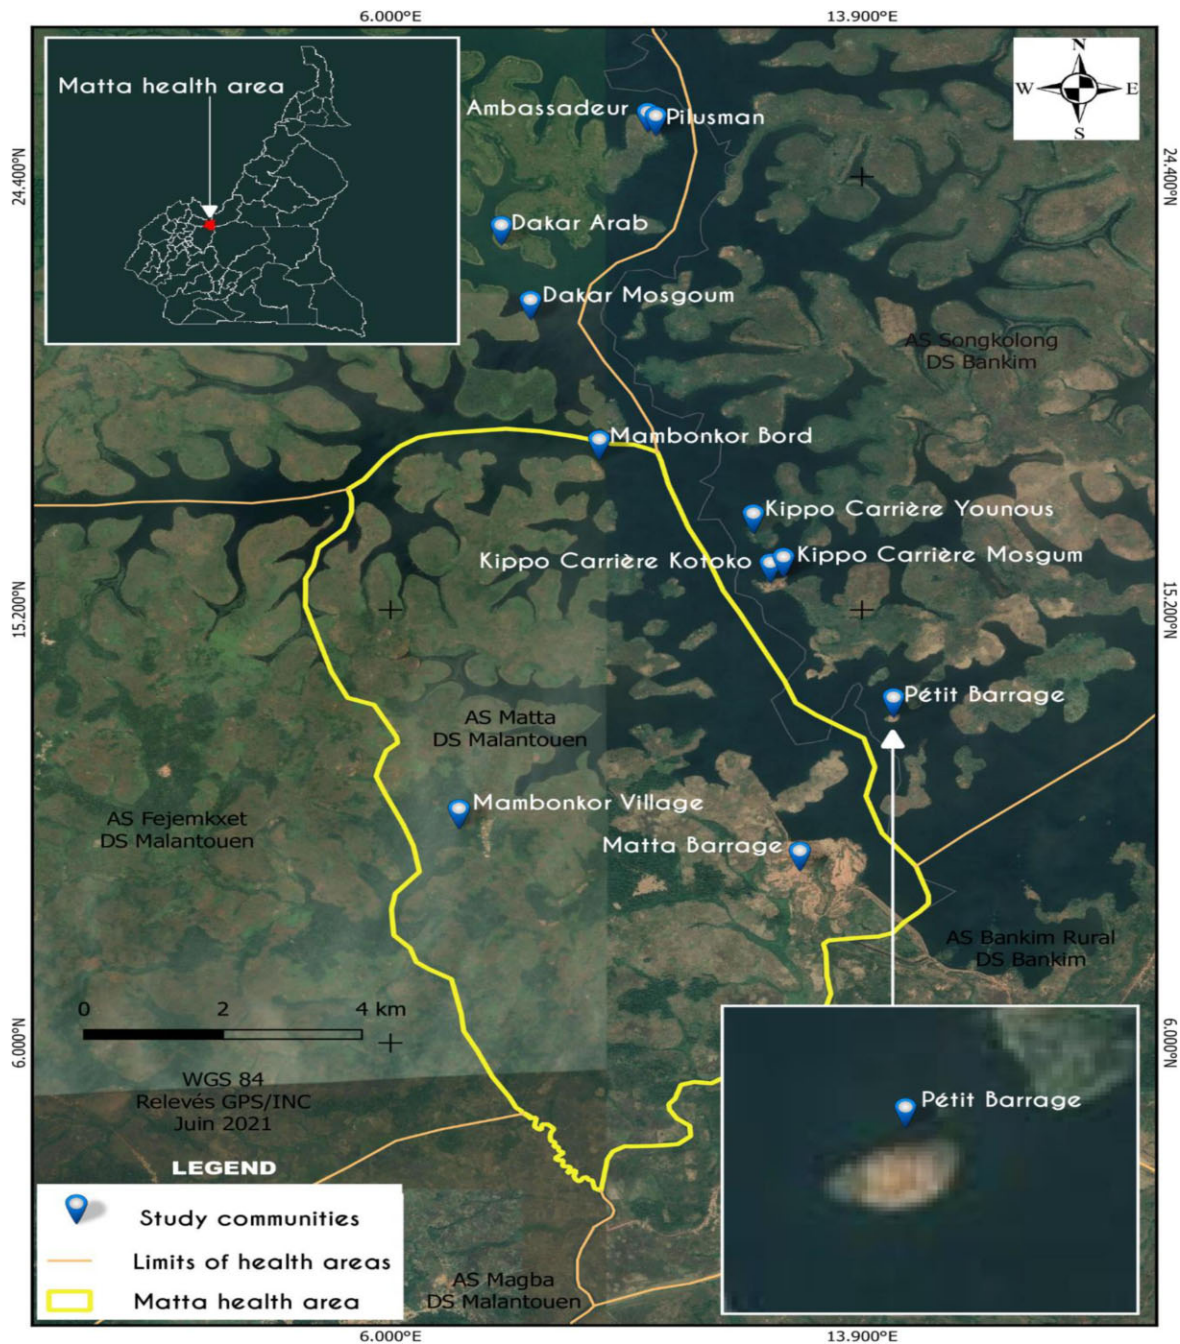 6.000°E
13.900°E
Matta health area
N
W
E
S
Ambassadeur
Pilusman
24.400°N
24.400°N
Dakar Arab
Dakar Mosgoum
AS Songkolong
DS Bankim
Mambonkor Bord
Kippo Carrière Younous
Kippo Carrière Kotoko
Kippo Carrière Mosgum
15.200°N
15.200°N
Pétit Barrage
AS Matta
DS Malantouen
Mambonkor Village
AS Fejemkxet
DS Malantouen
Matta Barrage
AS Bankim Rural
DS Bankim
0
2
4 km
6.000°N
6.000°N
WGS 84
Relevés GPS/INC
Juin 2021
Pétit Barrage
LEGEND
Study communities
Limits of health areas
Matta health area
AS Magba
DS Malantouen
6.000°E
13.900°E